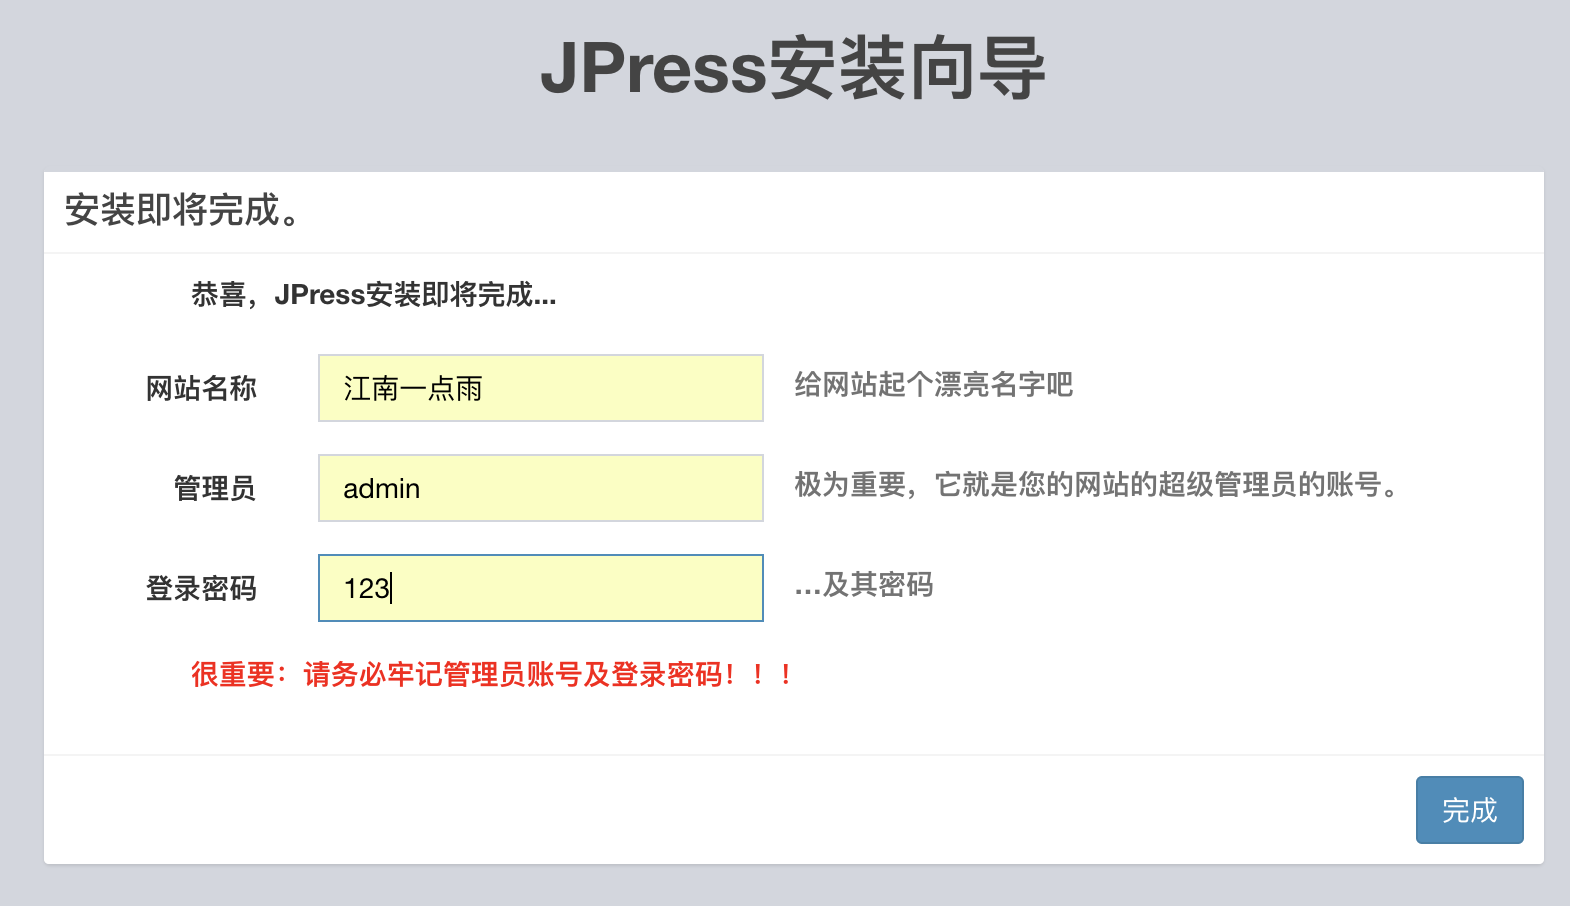 JPress安装向导
安装即将完成。
恭喜，JPress安装即将完成...
网站名称 江南一点雨 给网站起个漂亮名字吧
管理员 admin 极为重要，它就是您的网站的超级管理员的账号。
登录密码 123 ...及其密码
很重要：请务必牢记管理员账号及登录密码！！！
完成